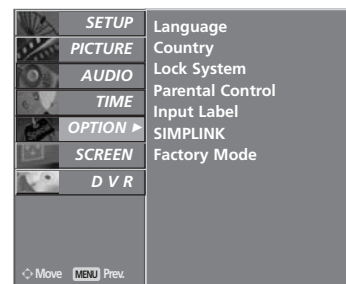 SETUP
PICTURE
AUDIO
TIME
OPTION ►
SCREEN
D V R
Language
Country
Lock System
Parental Control
Input Label
SIMPLINK
Factory Mode
Move MENU Prev.